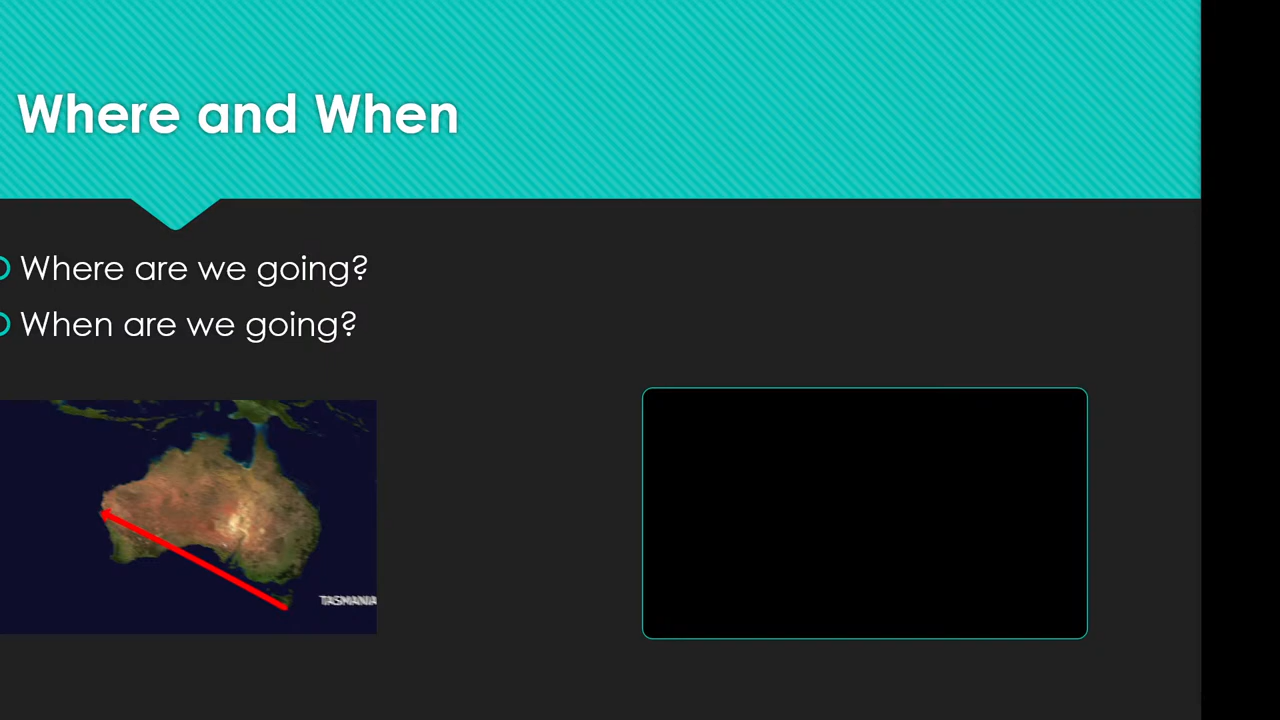 Where and When
Where are we going?
When are we going?
TASMANIA